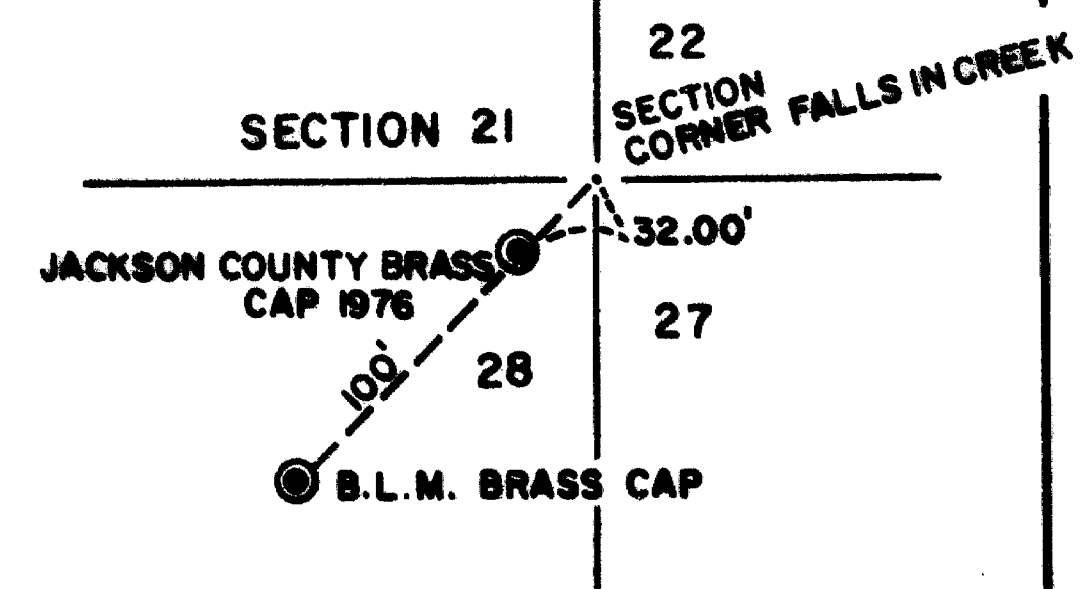 22
SECTION
CORNER FALLS IN CREEK
SECTION 21
32.00'
JACKSON COUNTY BRASS
CAP 1976
27
28
100'
B.L.M. BRASS CAP